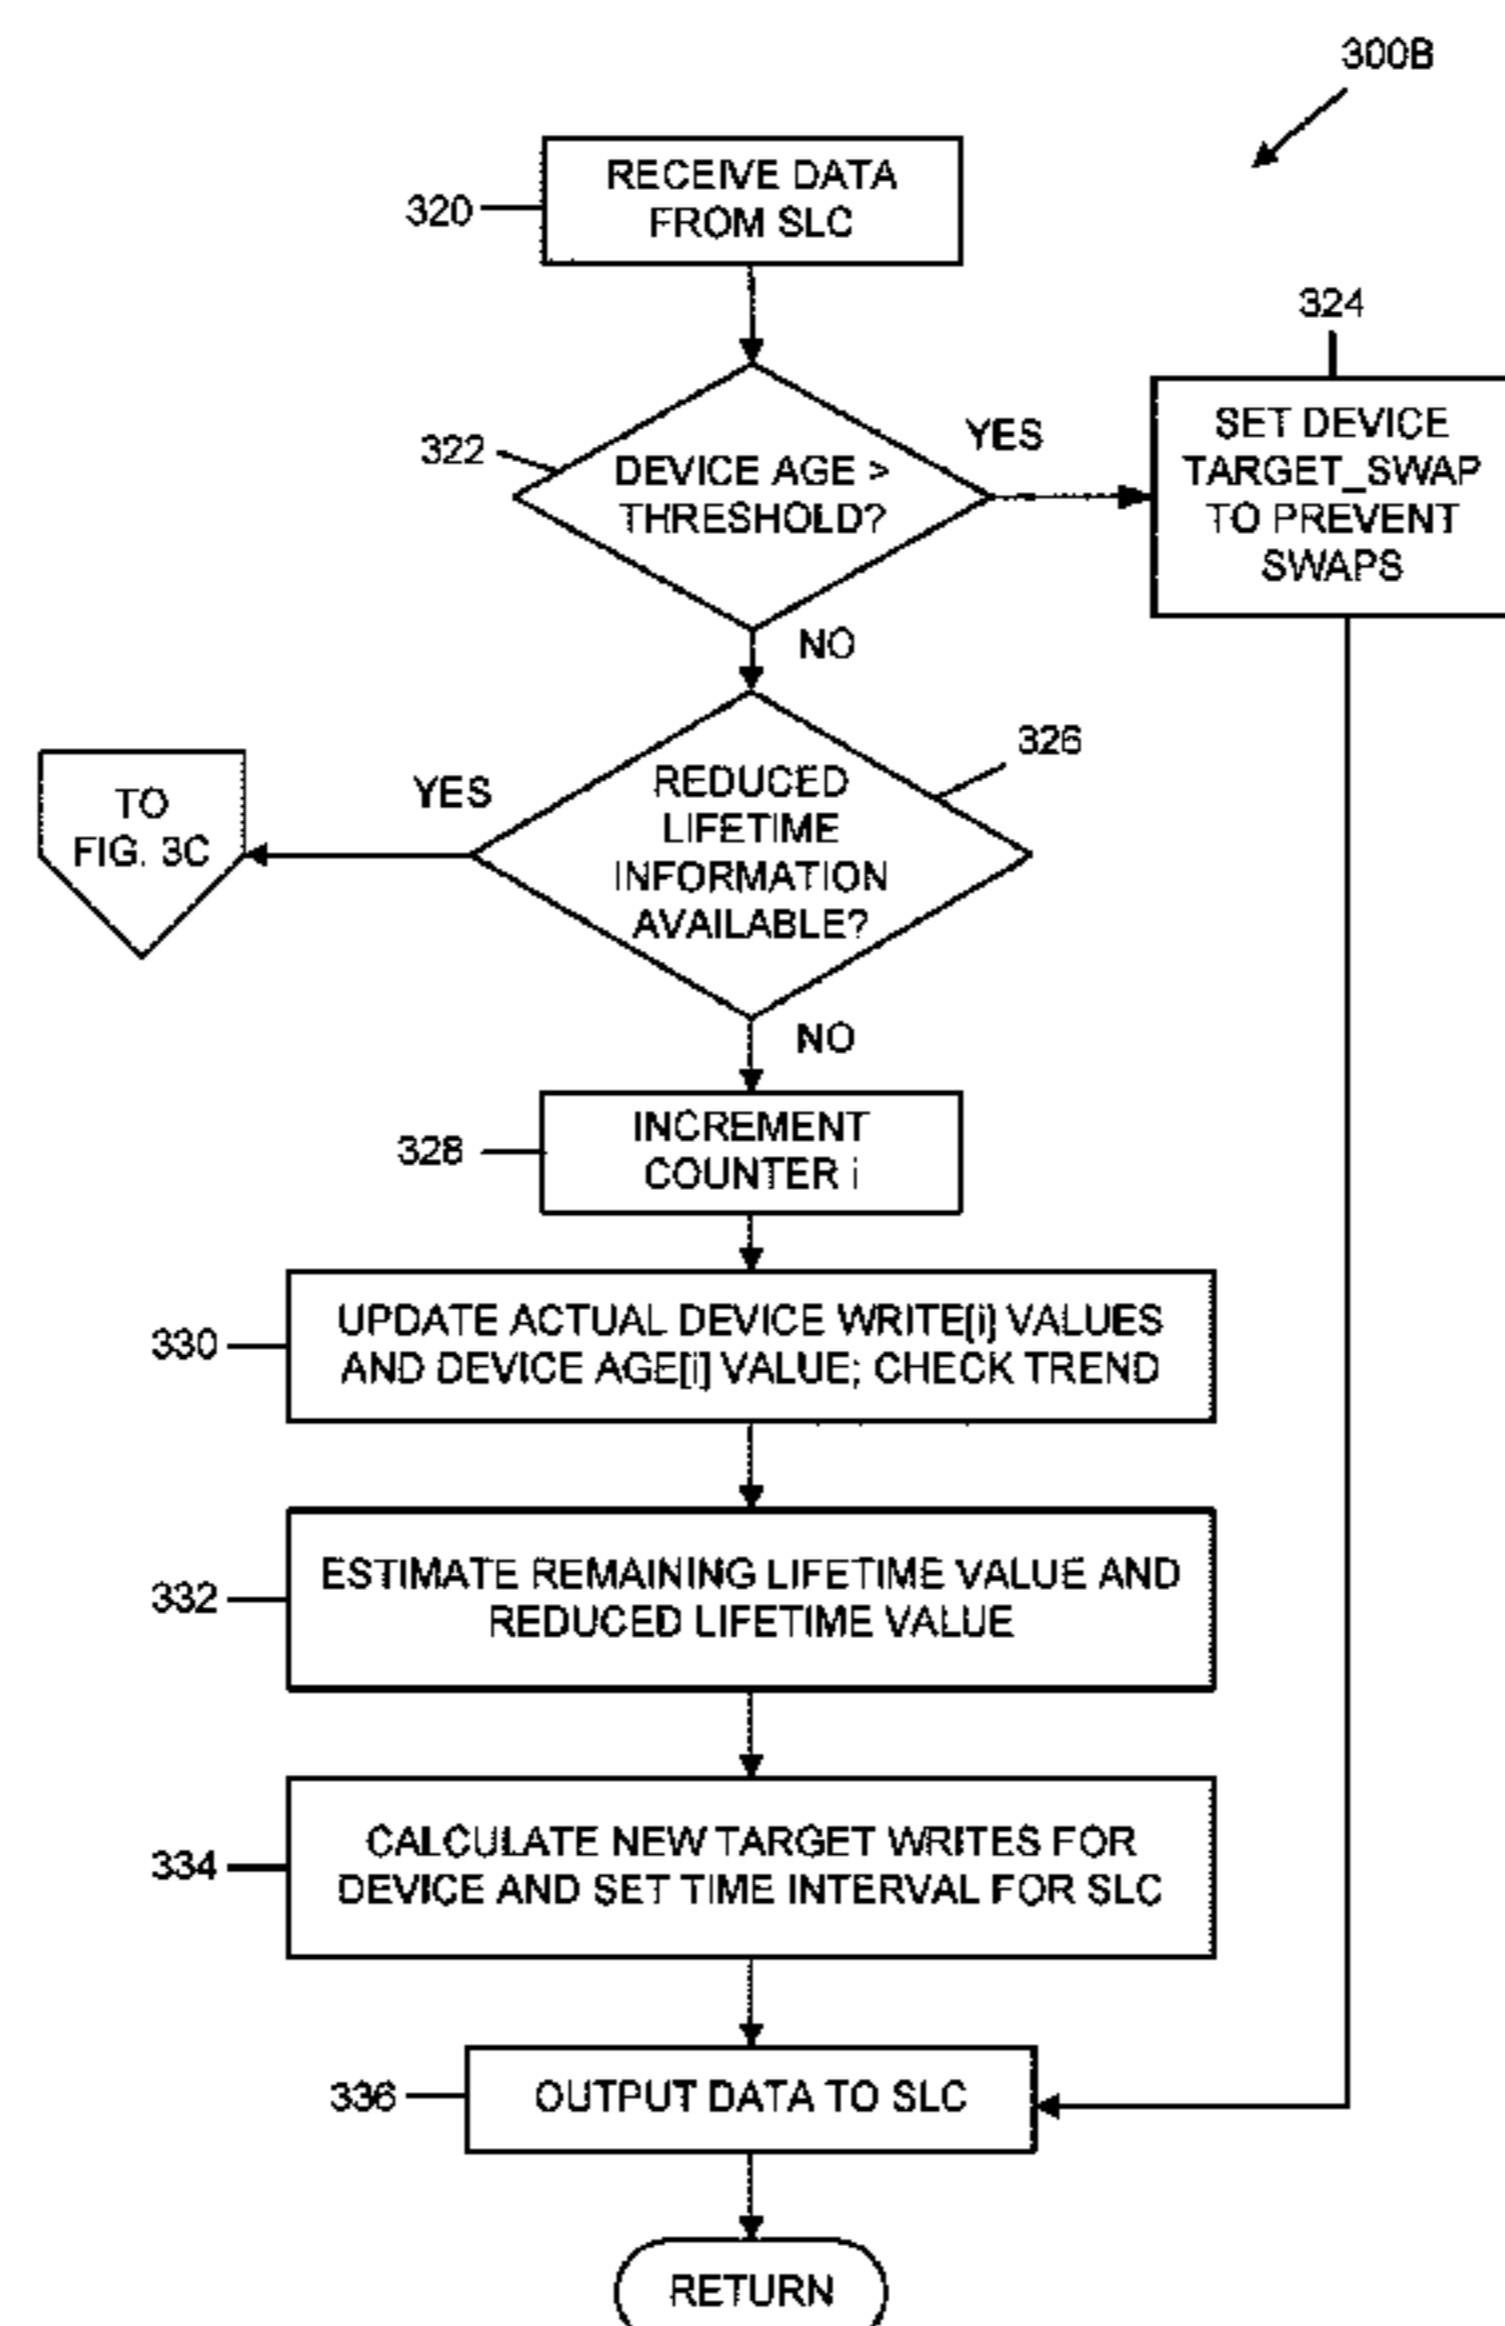 300B
RECEIVE DATA
FROM SLC
320
324
SET DEVICE
TARGET_SWAP
TO PREVENT
SWAPS
322
DEVICE AGE >
THRESHOLD?
YES
NO
326
REDUCED
LIFETIME
INFORMATION
AVAILABLE?
YES
TO
FIG. 3C
NO
328
INCREMENT
COUNTER i
330
UPDATE ACTUAL DEVICE WRITE[i] VALUES
AND DEVICE AGE[i] VALUE; CHECK TREND
332
ESTIMATE REMAINING LIFETIME VALUE AND
REDUCED LIFETIME VALUE
334
CALCULATE NEW TARGET WRITES FOR
DEVICE AND SET TIME INTERVAL FOR SLC
336
OUTPUT DATA TO SLC
RETURN